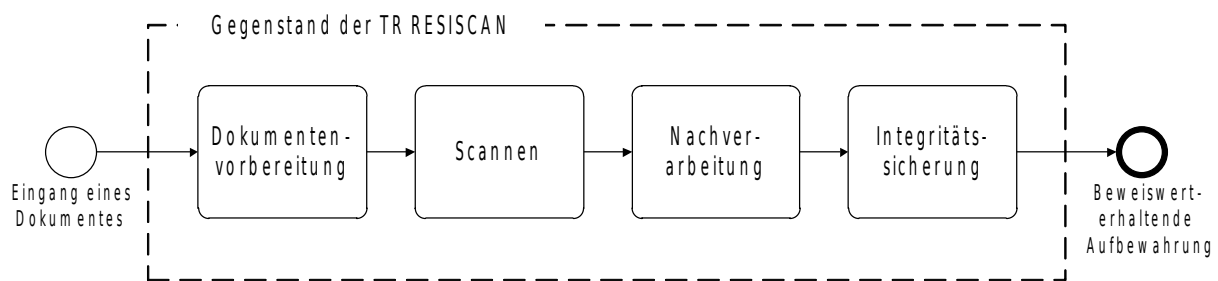 Gegenstand der TR RESISCAN
Eingang eines
Dokumentes
Dokumenten-
vorbereitung
Scannen
Nachver-
arbeitung
Integritäts-
sicherung
Beweiswert-
erhaltende
Aufbewahrung